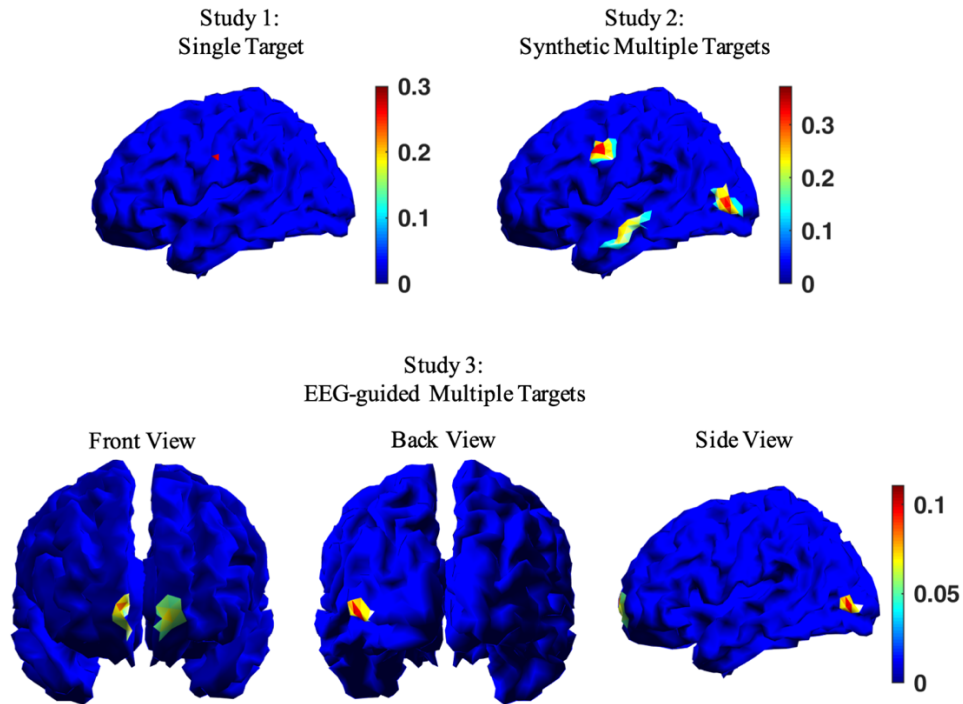 Study 1:
Single Target
0.3
0.2
0.1
0
Study 2:
Synthetic Multiple Targets
0.3
0.2
0.1
0
Study 3:
EEG-guided Multiple Targets
Front View
Back View
Side View
0.1
0.05
0